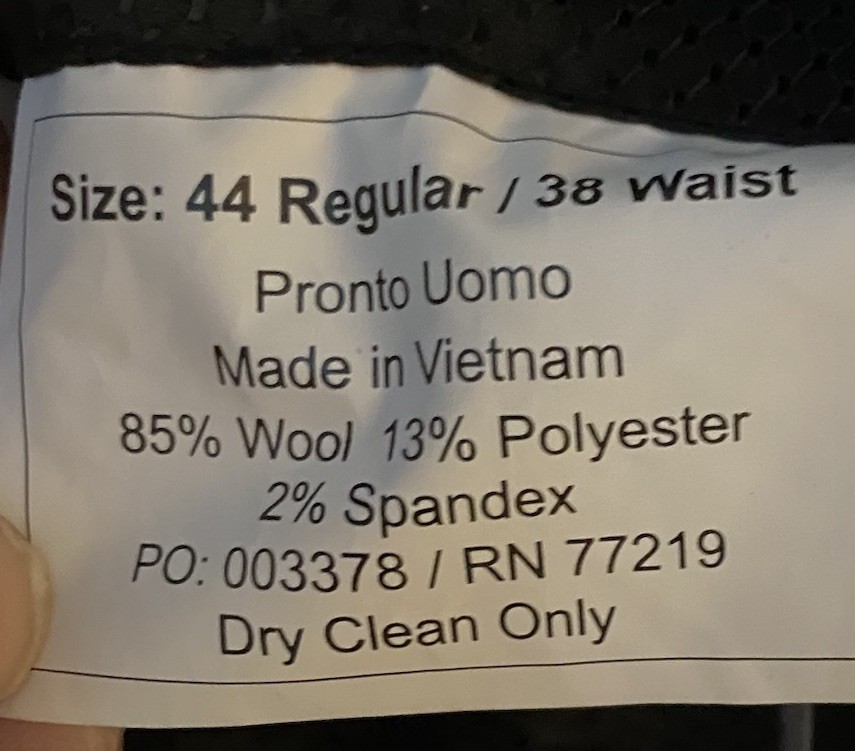 Size: 44 Regular / 38 Waist
Pronto Uomo
Made in Vietnam
85% Wool 13% Polyester
2% Spandex
PO: 003378 / RN 77219
Dry Clean Only